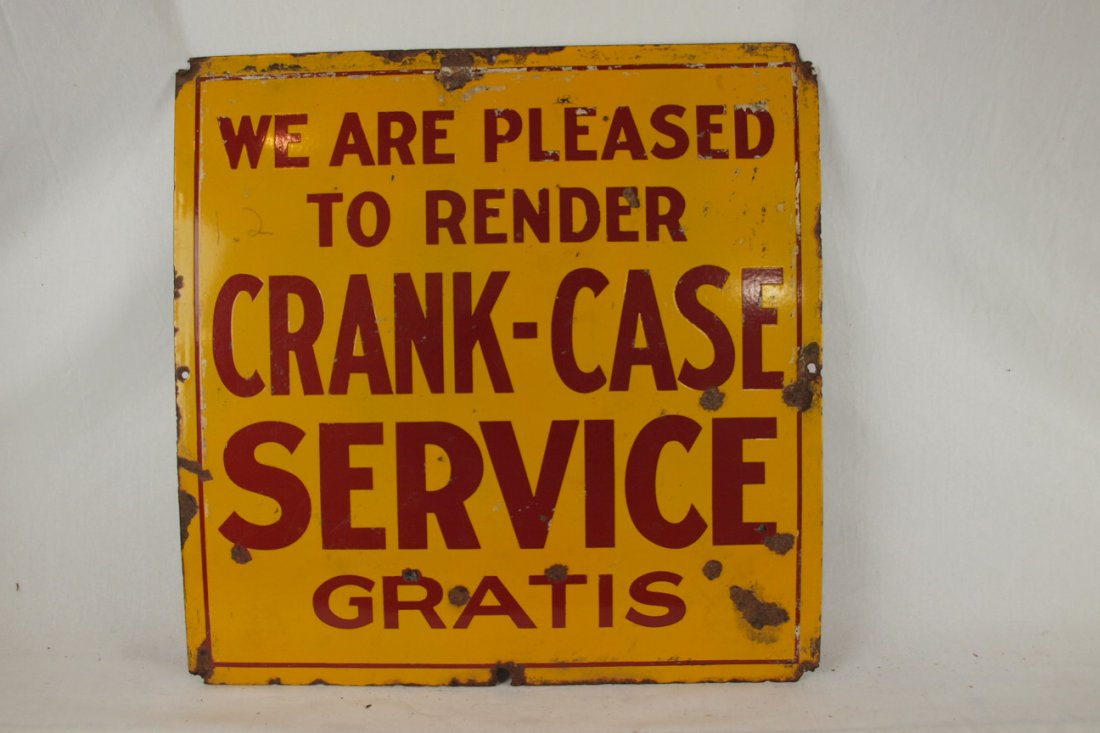 WE ARE PLEASED
TO RENDER
CRANK-CASE
SERVICE
GRATIS